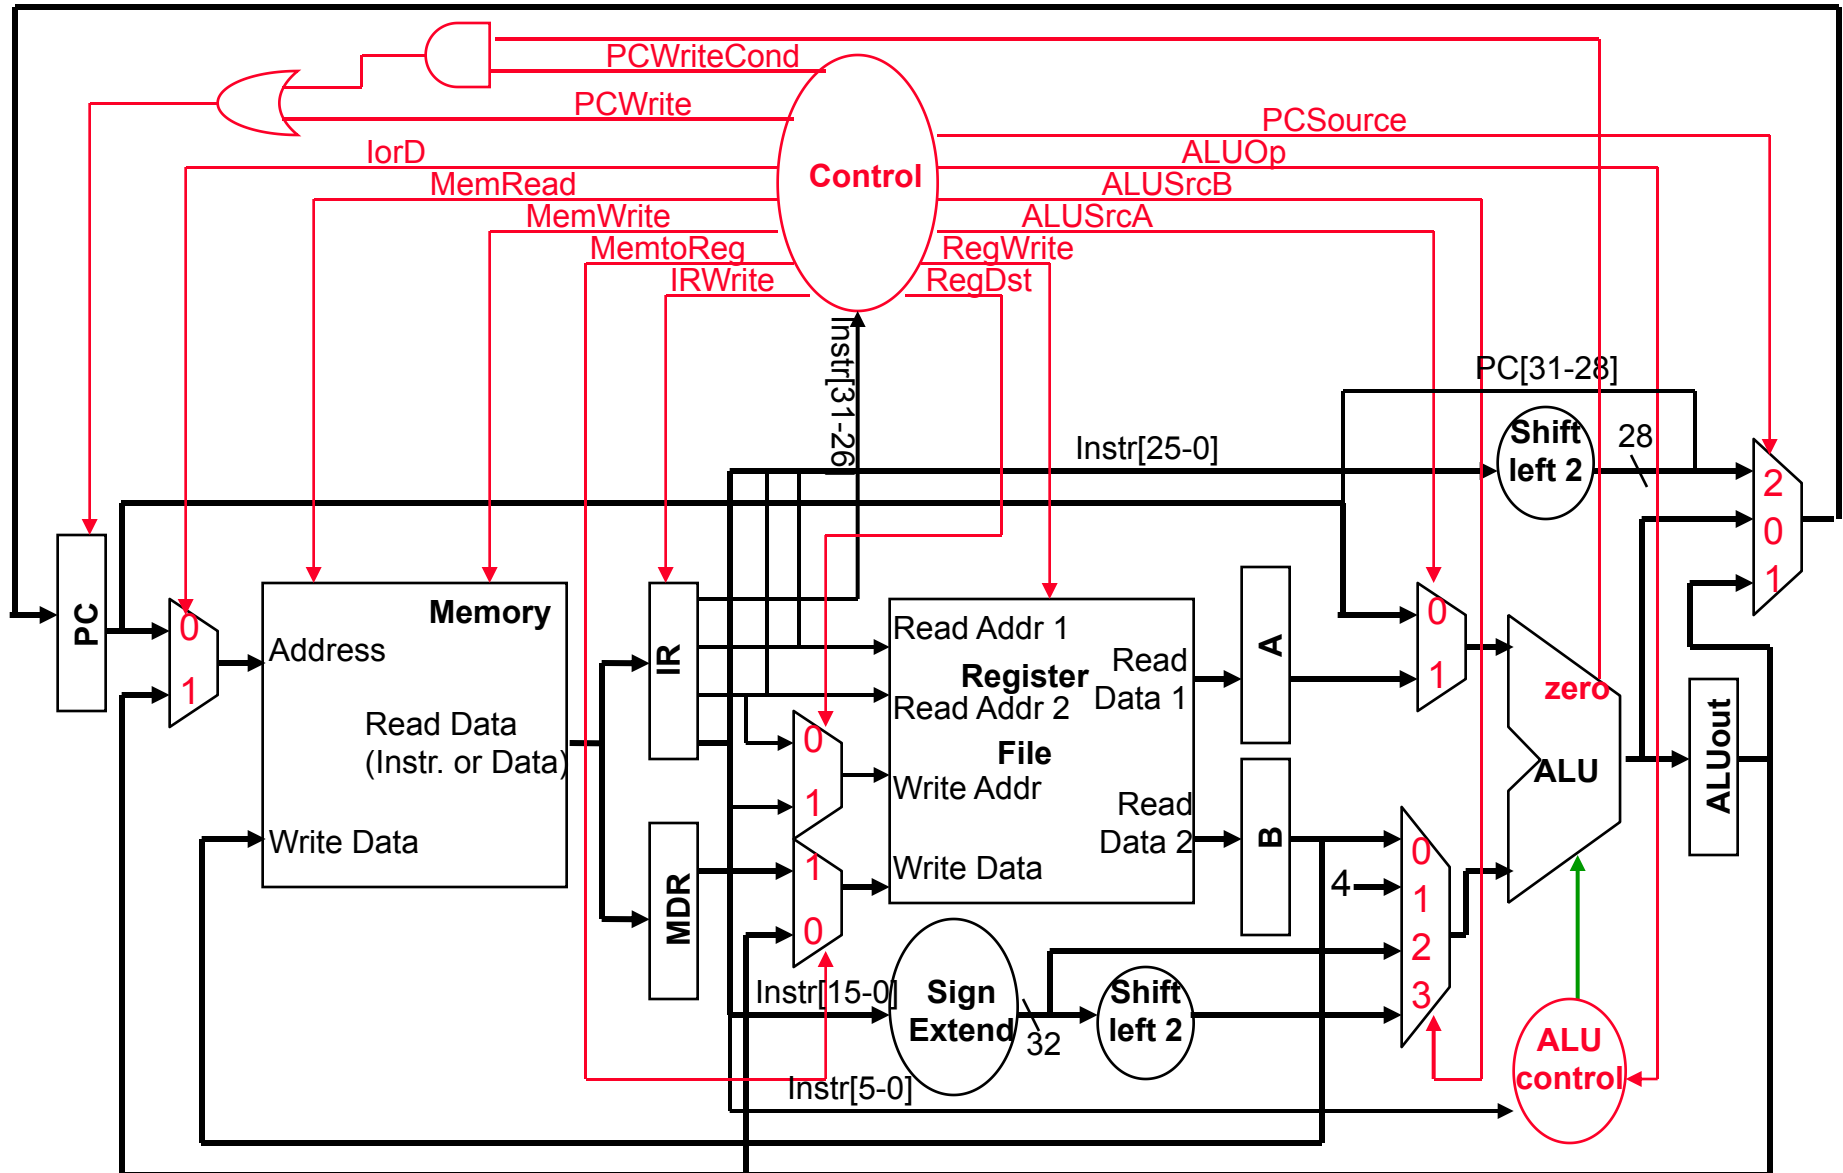 PCWriteCond
PCWrite
PCSource
IorD
ALUOp
Control
MemRead
ALUSrcB
MemWrite
ALUSrcA
MemtoReg
RegWrite
IRWrite
RegDst
Instr[31-26]
PC[31-28]
Instr[25-0]
Shift
left 2
28
2
0
1
PC
0
1
Memory
Address
Read Data
(Instr. or Data)
Write Data
IR
MDR
0
1
1
0
Read Addr 1
Register
Read Addr 2
File
Write Addr
Write Data
Read
Data 1
Read
Data 2
A
B
0
1
zero
ALU
ALUout
4
0
1
2
3
Instr[15-0]
Sign
Extend
32
Shift
left 2
Instr[5-0]
ALU
control